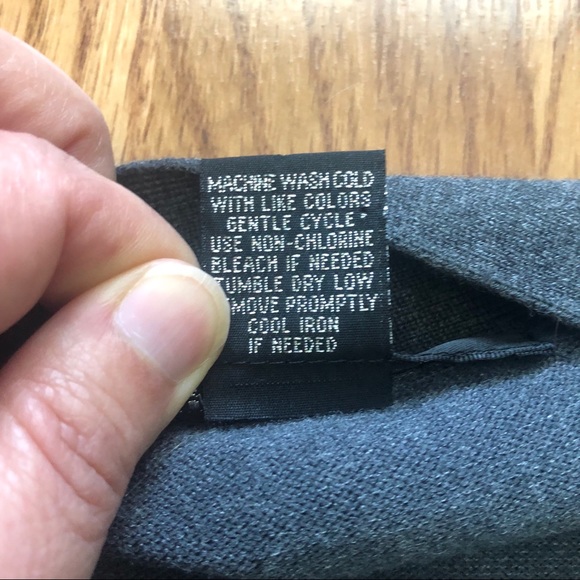 MACHINE WASH COLD
WITH LIKE COLORS
GENTLE CYCLE
USE NON-CHLORINE
BLEACH IF NEEDED
TUMBLE DRY LOW
REMOVE PROMPTLY
COOL IRON
IF NEEDED